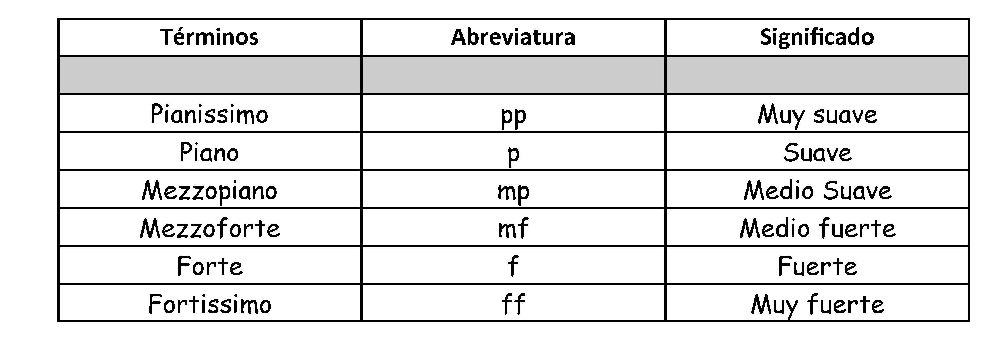 Términos Abreviatura Significado
Pianissimo pp Muy suave
Piano p Suave
Mezzopiano mp Medio Suave
Mezzoforte mf Medio fuerte
Forte f Fuerte
Fortissimo ff Muy fuerte